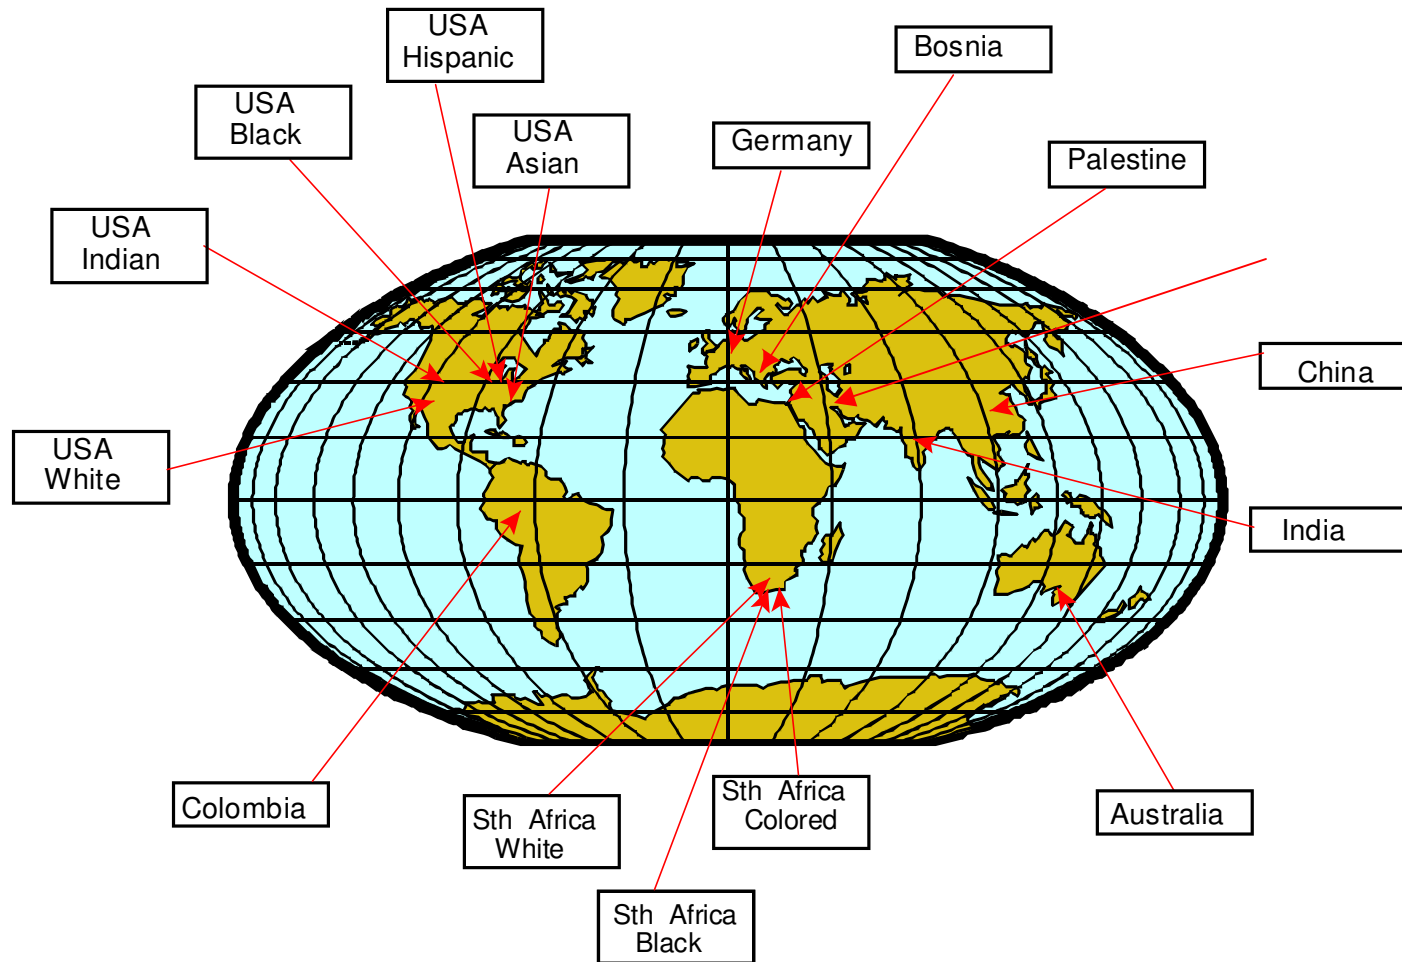 USA
Hispanic
Bosnia
USA
Black
USA
Asian
Germany
Palestine
USA
Indian
China
USA
White
India
Colombia
Sth Africa
White
Sth Africa
Colored
Australia
Sth Africa
Black